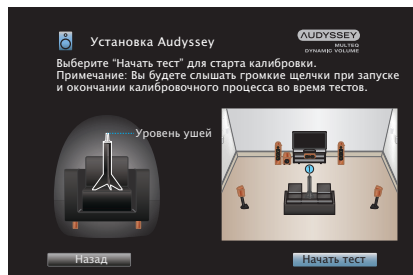 Установка Audyssey
AUDYSSEY
MULTEQ
DYNAMIC VOLUME
Выберите “Начать тест” для старта калибровки.
Примечание: Вы будете слышать громкие щелчки при запуске
и окончании калибровочного процесса во время тестов.
Уровень ушей
1
Назад
Начать тест